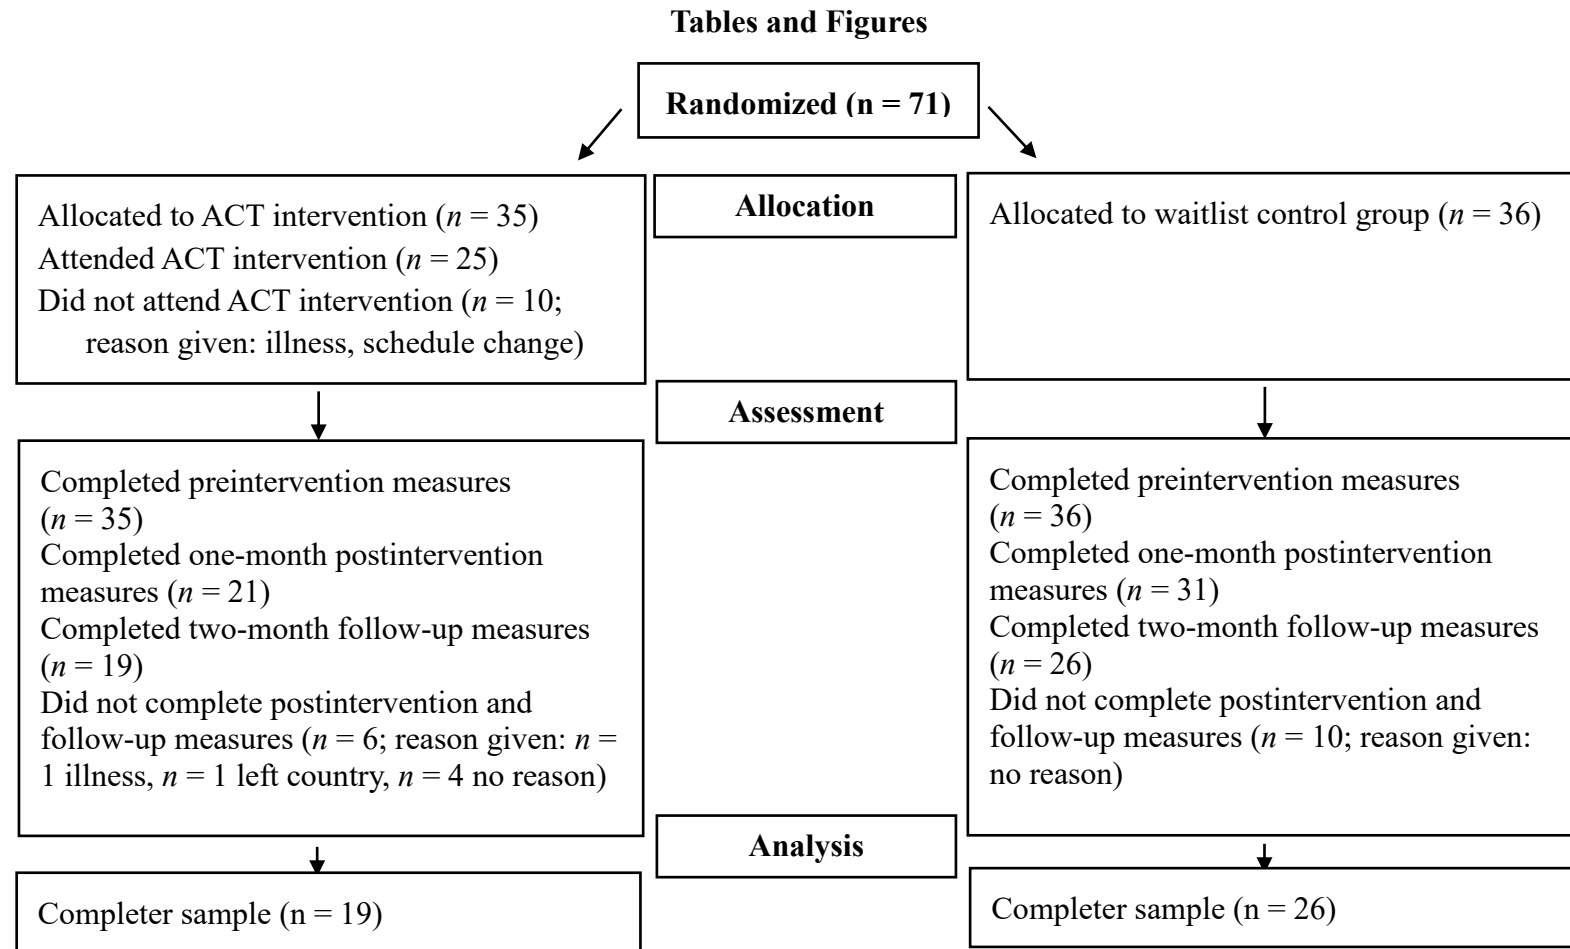 Tables and Figures
Randomized (n = 71)
Allocation
Allocated to ACT intervention (n = 35)
Attended ACT intervention (n = 25)
Did not attend ACT intervention (n = 10;
reason given: illness, schedule change)
Allocated to waitlist control group (n = 36)
Assessment
Completed preintervention measures
(n = 35)
Completed one-month postintervention
measures (n = 21)
Completed two-month follow-up measures
(n = 19)
Did not complete postintervention and
follow-up measures (n = 6; reason given: n =
1 illness, n = 1 left country, n = 4 no reason)
Completed preintervention measures
(n = 36)
Completed one-month postintervention
measures (n = 31)
Completed two-month follow-up measures
(n = 26)
Did not complete postintervention and
follow-up measures (n = 10; reason given:
no reason)
Analysis
Completer sample (n = 19)
Completer sample (n = 26)